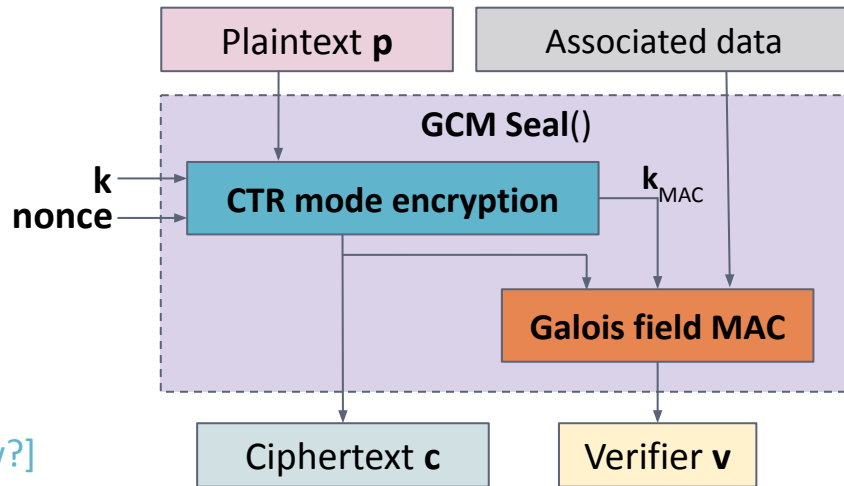 Plaintext p
Associated data
GCM Seal()
k
nonce
CTR mode encryption
kMAC
Galois field MAC
?]
Ciphertext c
Verifier v